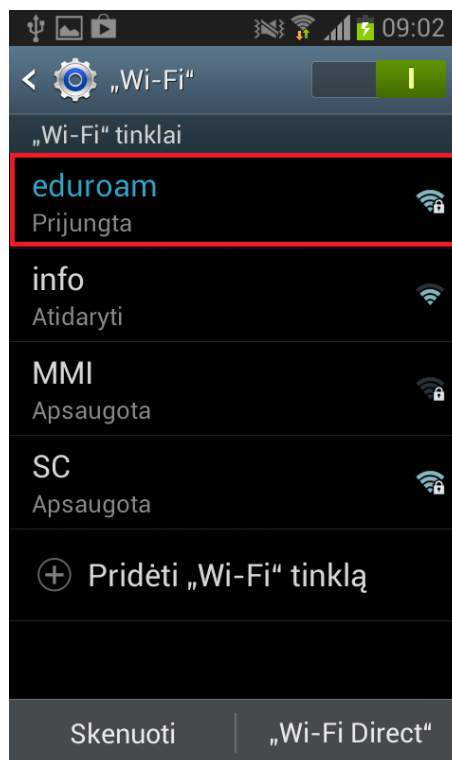 09:02
„Wi-Fi“
„Wi-Fi“ tinklai
eduroam
Prijungta
info
Atidaryti
MMI
Apsaugota
SC
Apsaugota
Pridėti „Wi-Fi“ tinklą
Skenuoti
„Wi-Fi Direct“